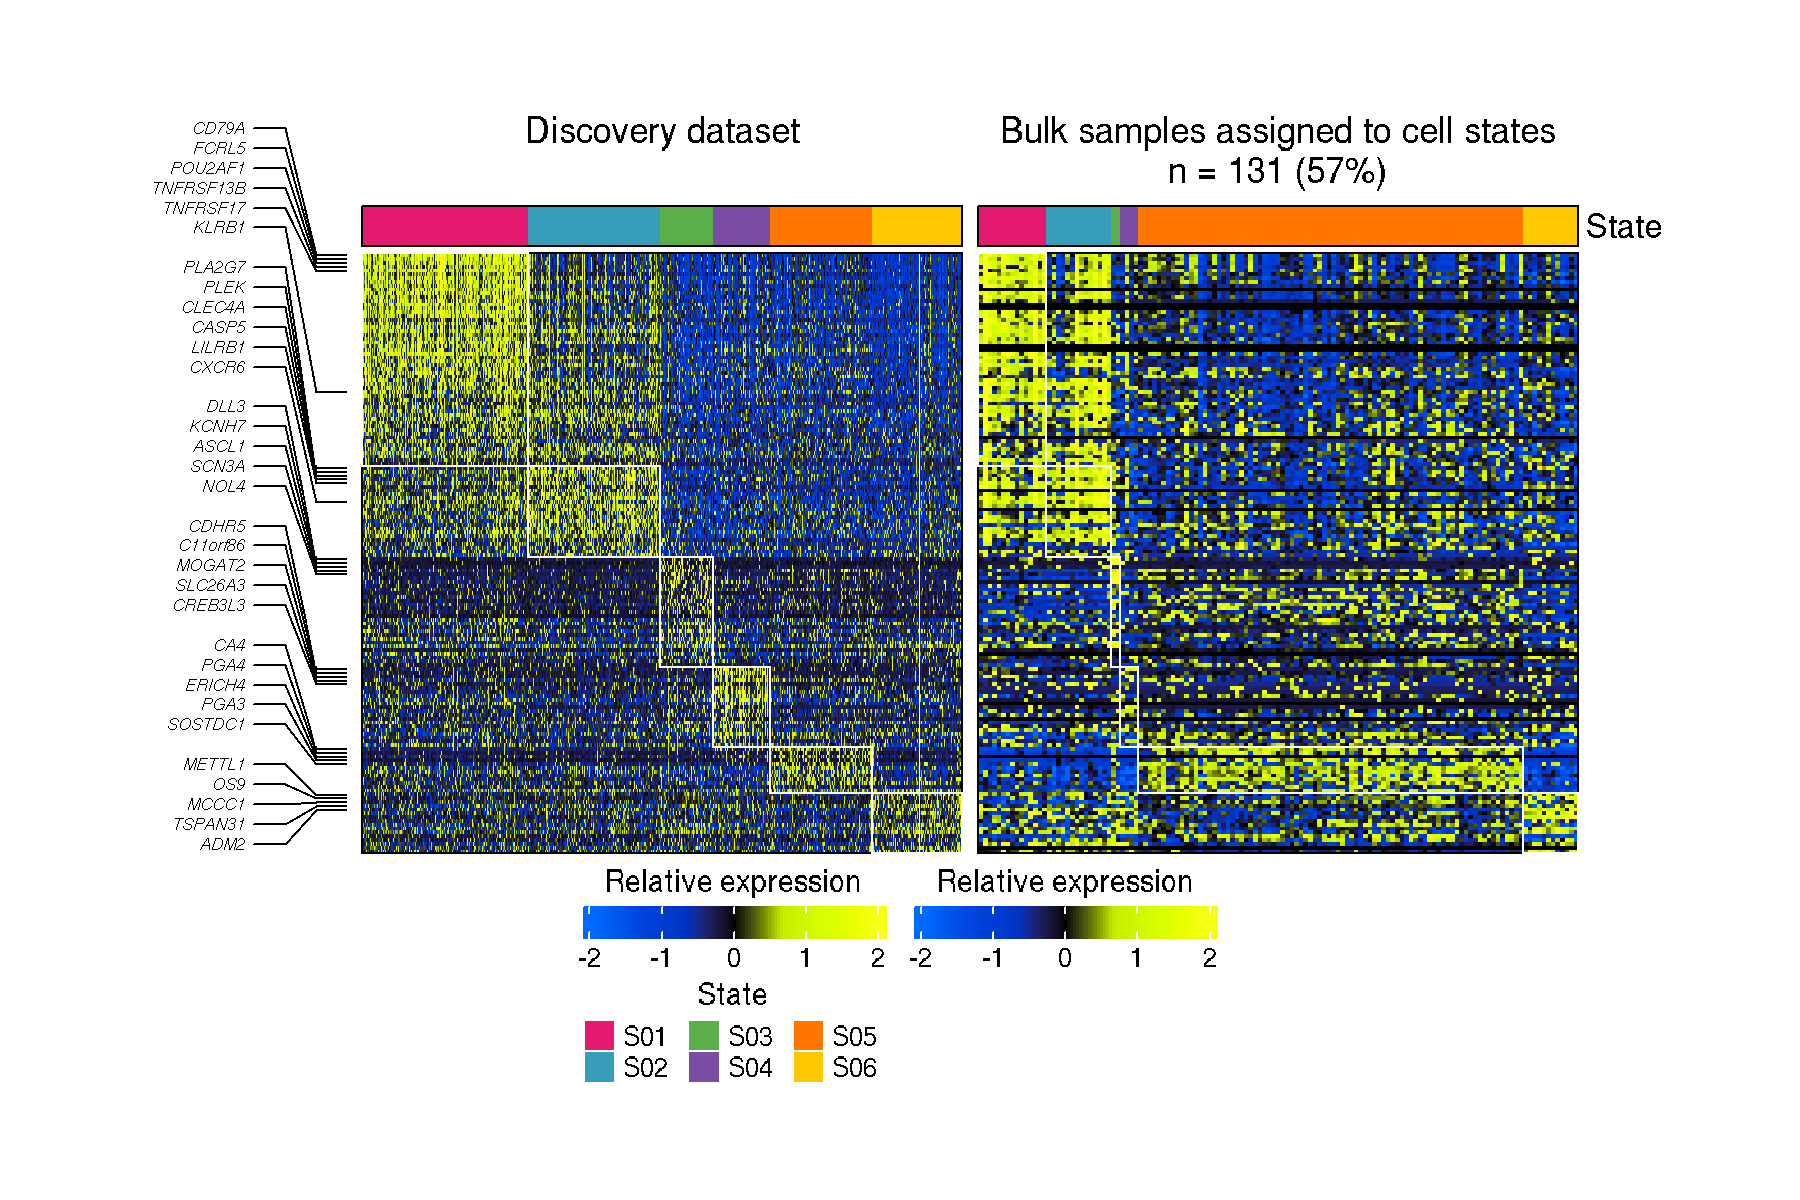 Discovery dataset
Bulk samples assigned to cell states
n = 131 (57%)
State
CD79A
FCRL5
POU2AF1
TNFRSF13B
TNFRSF17
KLRB1
PLA2G7
PLEK
CLEC4A
CASP5
LILRB1
CXCR6
DLL3
KCNH7
ASCL1
SCN3A
NOL4
CDHR5
C11orf86
MOGAT2
SLC26A3
CREB3L3
CA4
PGA4
ERICH4
PGA3
SOSTDC1
METTL1
OS9
MCCC1
TSPAN31
ADM2
Relative expression
-2 -1 0 1 2
Relative expression
-2 -1 0 1 2
State
S01 S03 S05
S02 S04 S06